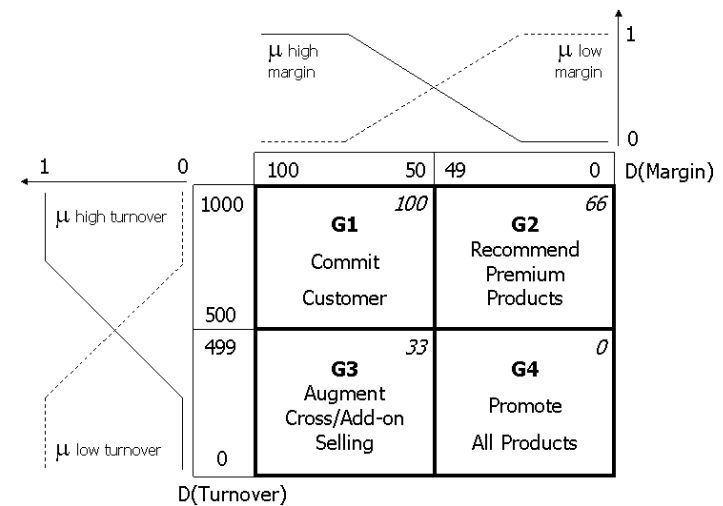 μ high
margin
μ low
margin
1
0
1 0
100 50 49 0 D(Margin)
μ high turnover
1000
500
499
0
μ low turnover
100
G1
Commit
Customer
66
G2
Recommend
Premium
Products
33
G3
Augment
Cross/Add-on
Selling
0
G4
Promote
All Products
D(Turnover)